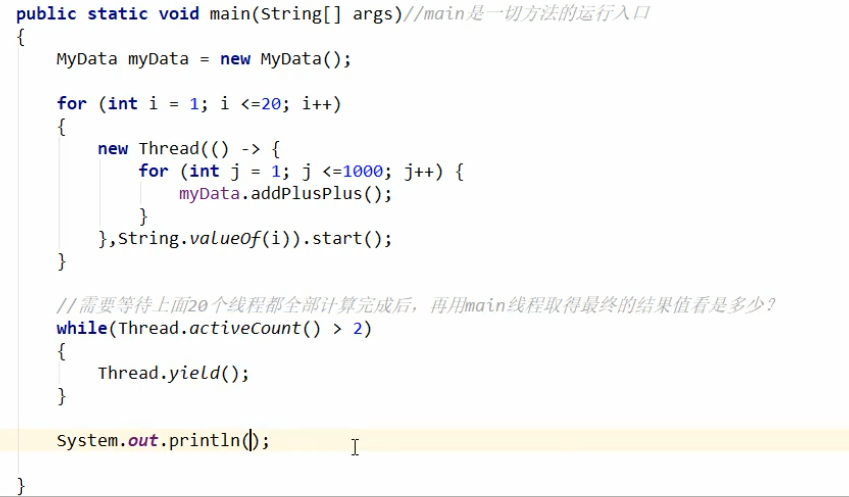 public static void main(String[] args)//main是一切方法的运行入口
{
MyData myData = new MyData();
for (int i = 1; i <=20; i++)
{
new Thread(() -> {
for (int j = 1; j <=1000; j++) {
myData.addPlusPlus();
}
},String.valueOf(i)).start();
}
//需要等待上面20个线程都全部计算完成后，再用main线程取得最终的结果值看是多少？
while(Thread.activeCount() > 2)
{
Thread.yield();
}
System.out.println();
}